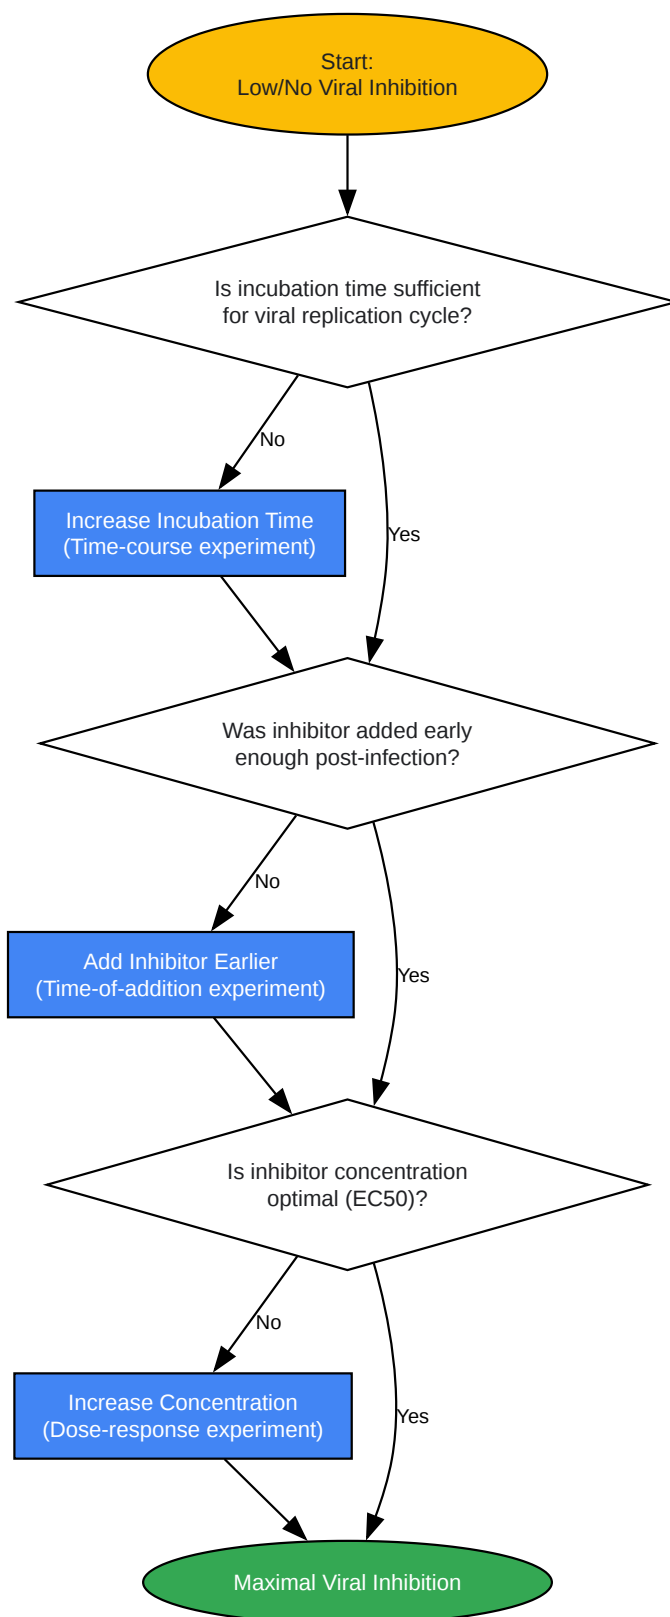 Start:
Low/No Viral Inhibition
Is incubation time sufficient
for viral replication cycle?
No
Increase Incubation Time
(Time-course experiment)
Yes
Was inhibitor added early
enough post-infection?
No
Add Inhibitor Earlier
(Time-of-addition experiment)
Yes
Is inhibitor concentration
optimal (EC50)?
No
Increase Concentration
(Dose-response experiment)
Yes
Maximal Viral Inhibition